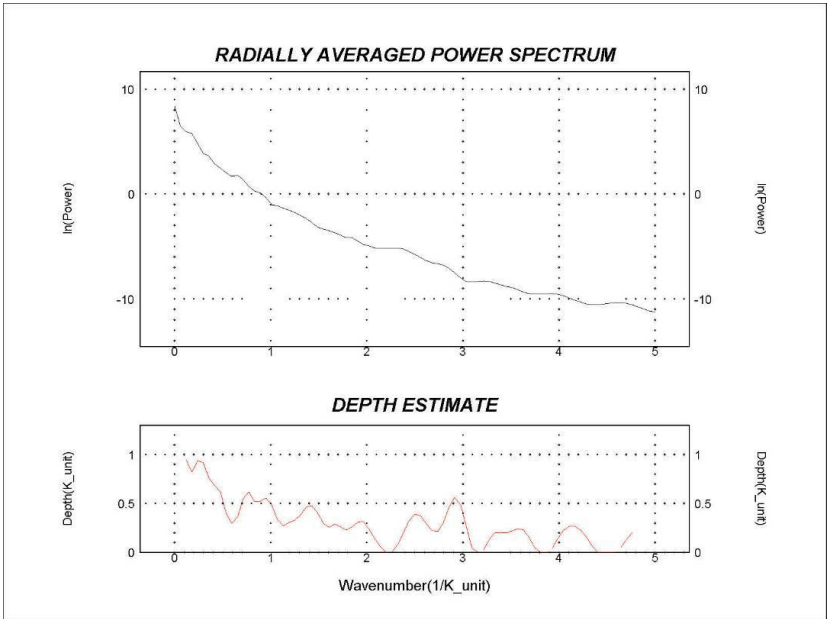 RADIALLY AVERAGED POWER SPECTRUM
10 10
ln(Power) 0 0 ln(Power)
-10 -10
0 1 2 3 4 5
DEPTH ESTIMATE
1 1
Depth(K_unit) 0.5 0.5 Depth(K_unit)
0 0
0 1 2 3 4 5
Wavenumber(1/K_unit)